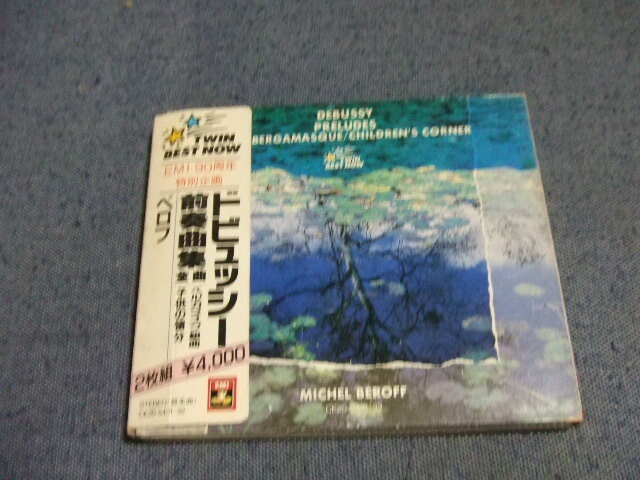 TWIN
BEST NOW
EMI 90周年
特別企画
ドビュッシー
前奏曲集
全曲
ベルガマスク組曲
子供の領分
ベロフ
2枚組 ¥4,000
EMI
DEBUSSY
PRELUDES
BERGAMASQUE/CHILDREN'S CORNER
TWIN
BEST NOW
MICHEL BEROFF